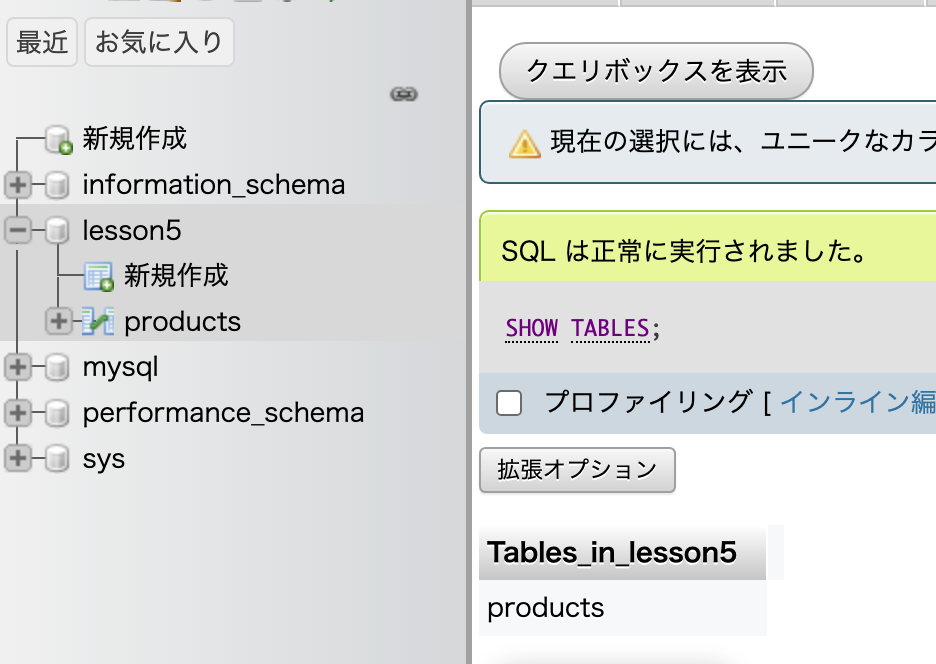 最近 お気に入り
新規作成
information_schema
lesson5
新規作成
products
mysql
performance_schema
sys
クエリボックスを表示
現在の選択には、ユニークなカラ
SQL は正常に実行されました。
SHOW TABLES;
プロファイリング [ インライン編
拡張オプション
Tables_in_lesson5
products